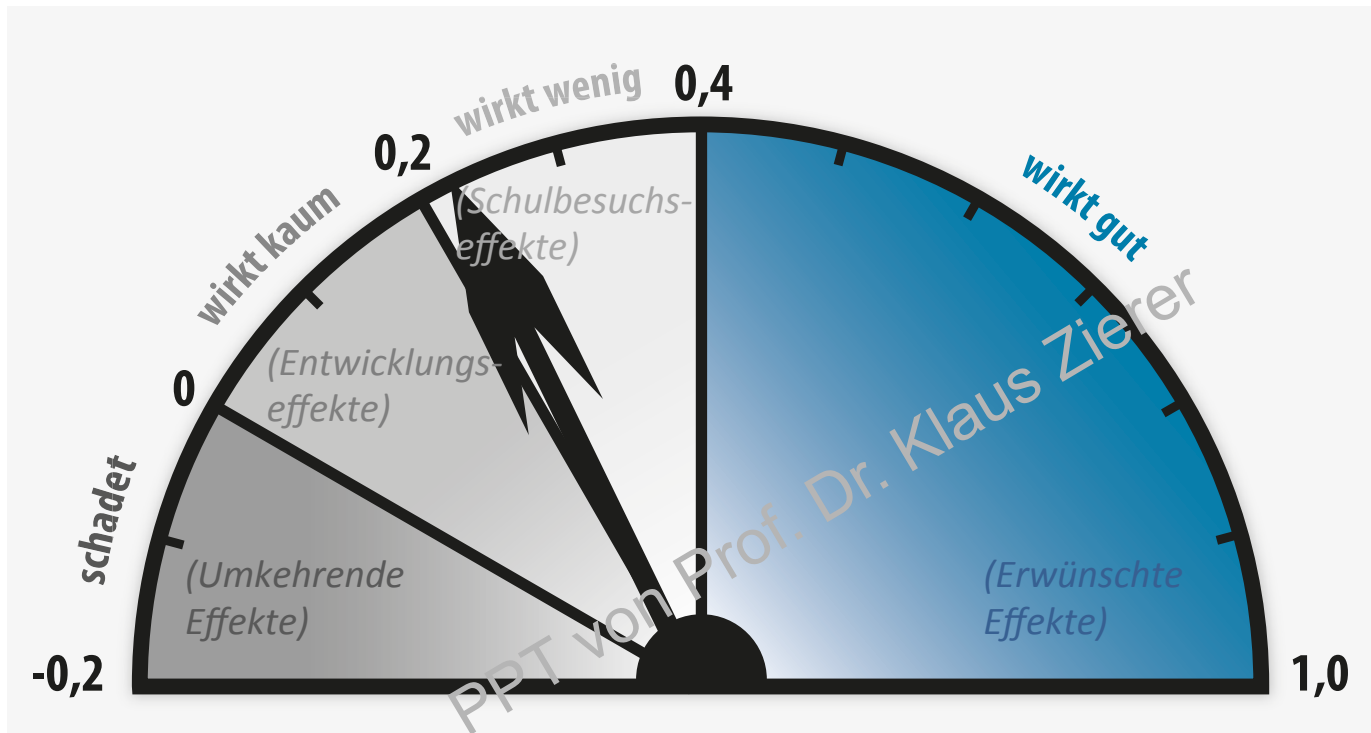 0,4
wirkt wenig
0,2
wirkt kaum
wirkt gut
(Schulbesuchs-
effekte)
(Entwicklungs-
effekte)
0
schadet
(Umkehrende
Effekte)
(Erwünschte
Effekte)
-0,2
1,0
PPT von Prof. Dr. Klaus Zierer